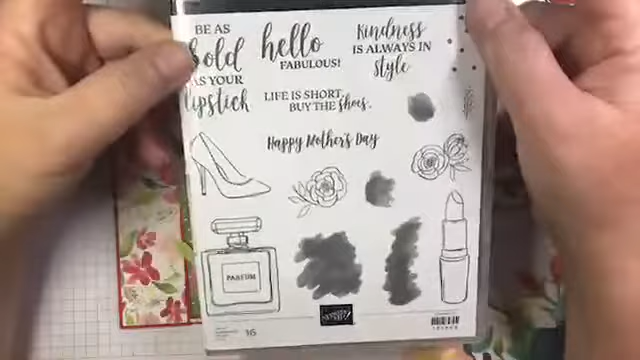 BE AS
bold
AS YOUR
lipstick
hello
FABULOUS!
Kindness
IS ALWAYS IN
style
LIFE IS SHORT,
BUY THE shoes.
Happy Mother's Day
PARFUM
16